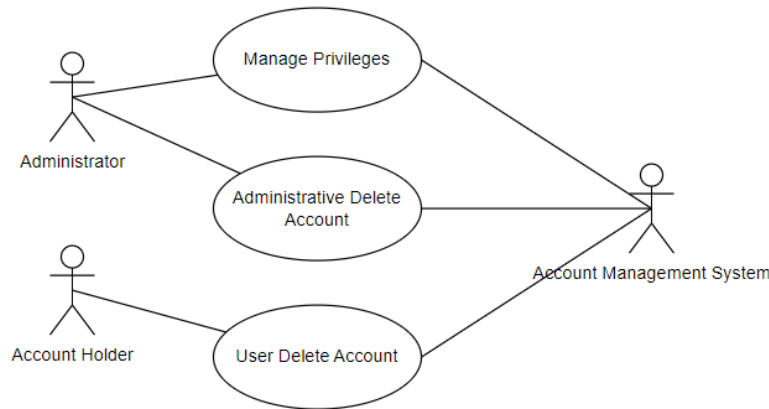 Manage Privileges
Administrator
Administrative Delete
Account
Account Management System
Account Holder
User Delete Account